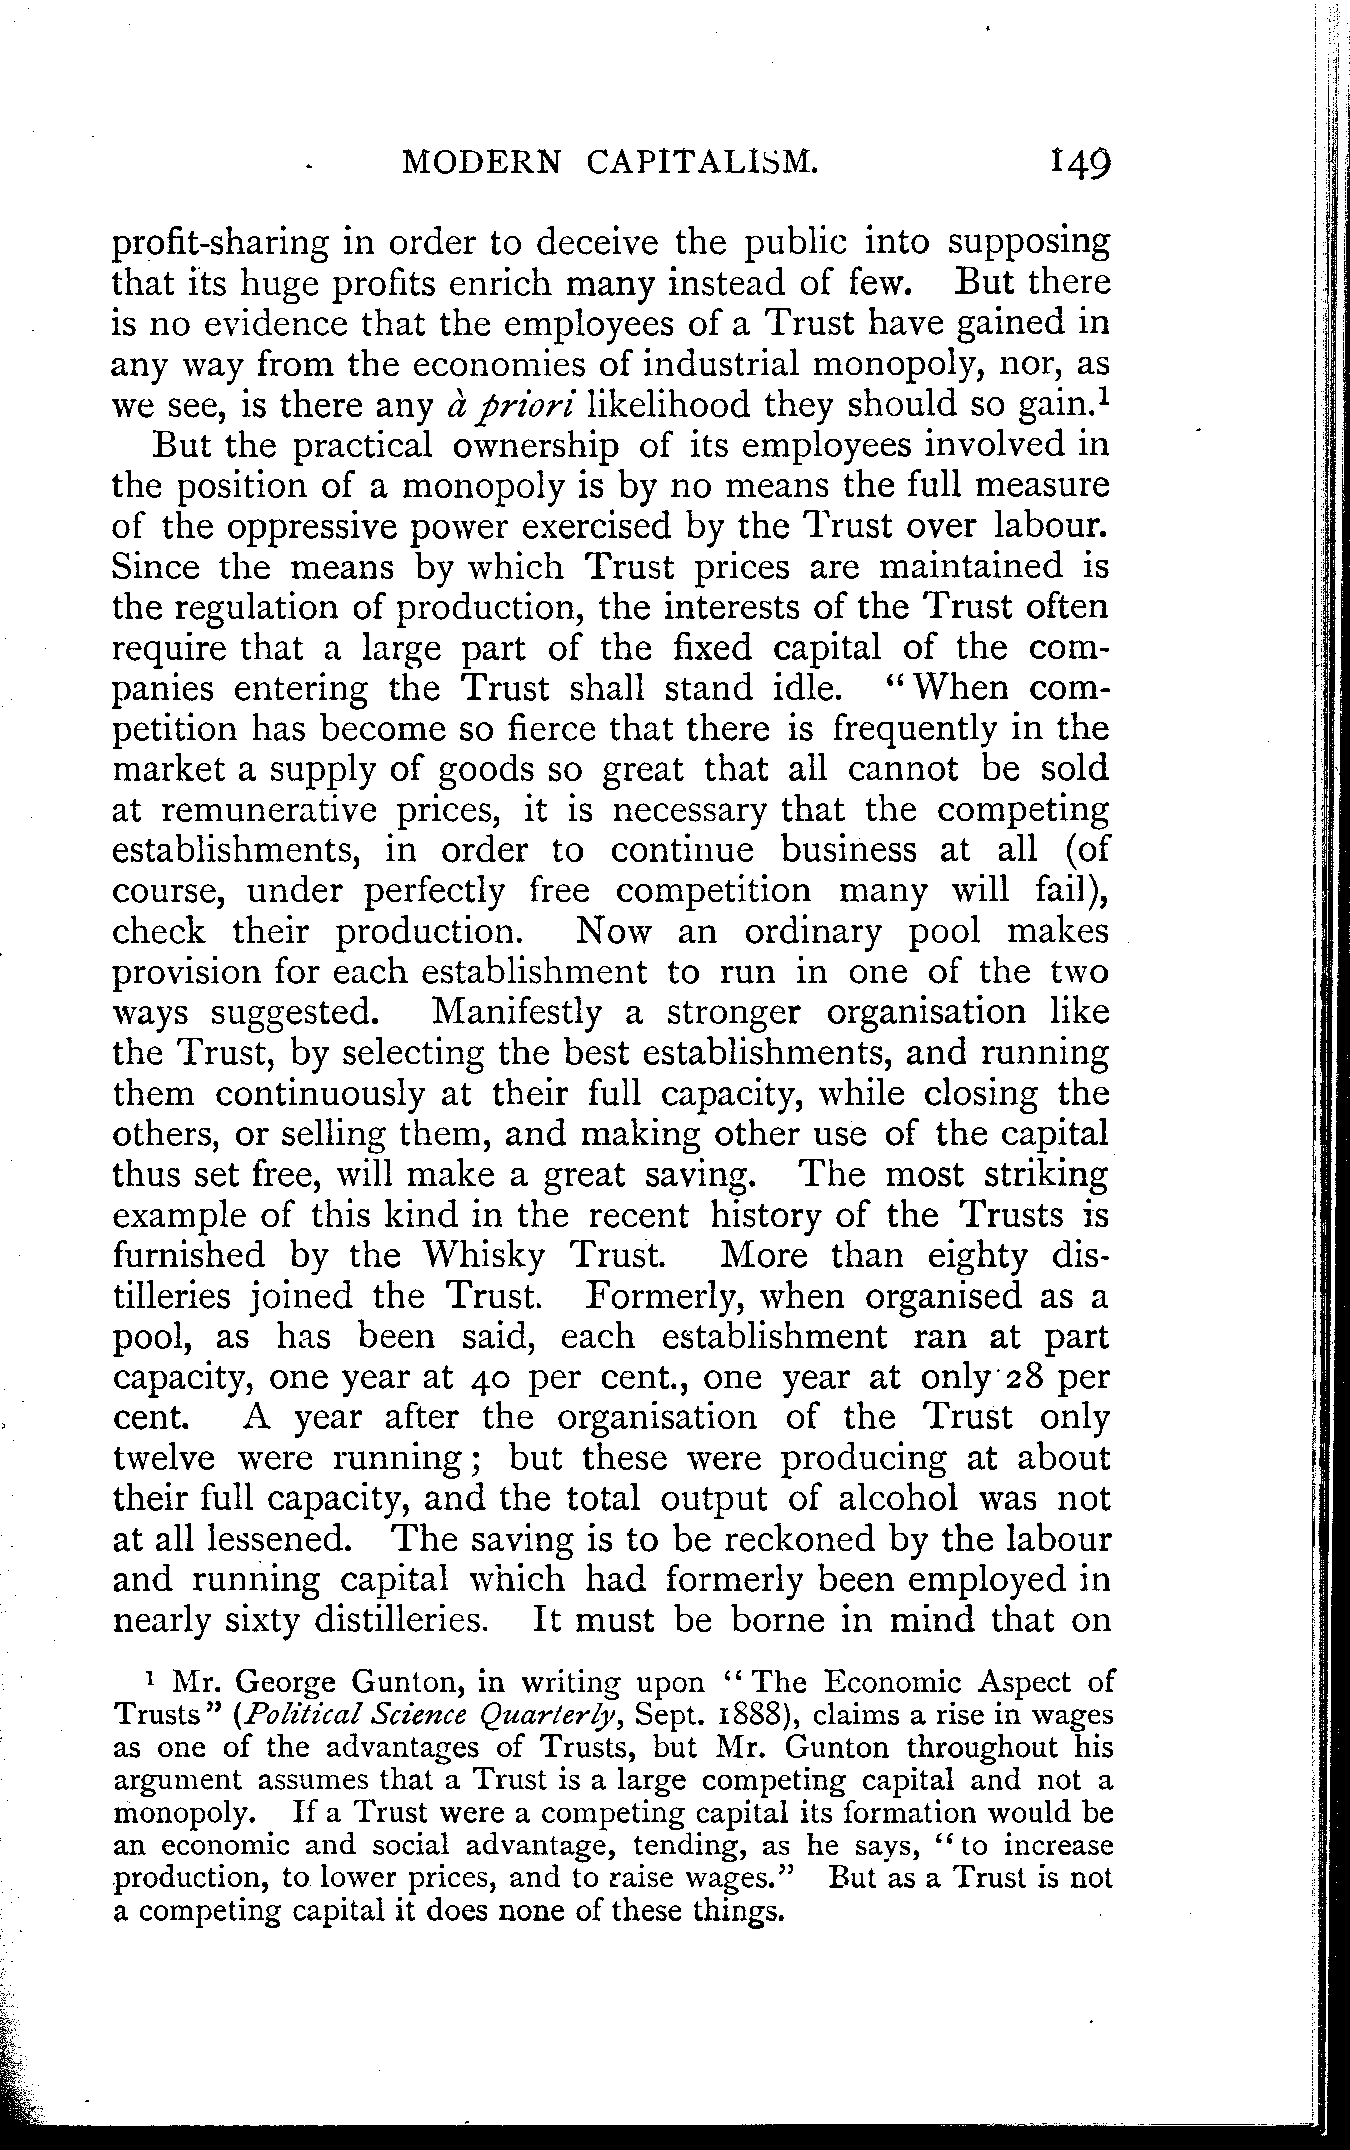 MODERN CAPITALISM. 149
profit-sharing in order to deceive the public into supposing
that its huge profits enrich many instead of few. But there
is no evidence that the employees of a Trust have gained in
any way from the economies of industrial monopoly, nor, as
we see, is there any à priori likelihood they should so gain.¹
But the practical ownership of its employees involved in
the position of a monopoly is by no means the full measure
of the oppressive power exercised by the Trust over labour.
Since the means by which Trust prices are maintained is
the regulation of production, the interests of the Trust often
require that a large part of the fixed capital of the com-
panies entering the Trust shall stand idle. “When com-
petition has become so fierce that there is frequently in the
market a supply of goods so great that all cannot be sold
at remunerative prices, it is necessary that the competing
establishments, in order to continue business at all (of
course, under perfectly free competition many will fail),
check their production. Now an ordinary pool makes
provision for each establishment to run in one of the two
ways suggested. Manifestly a stronger organisation like
the Trust, by selecting the best establishments, and running
them continuously at their full capacity, while closing the
others, or selling them, and making other use of the capital
thus set free, will make a great saving. The most striking
example of this kind in the recent history of the Trusts is
furnished by the Whisky Trust. More than eighty dis-
tilleries joined the Trust. Formerly, when organised as a
pool, as has been said, each establishment ran at part
capacity, one year at 40 per cent., one year at only 28 per
cent. A year after the organisation of the Trust only
twelve were running; but these were producing at about
their full capacity, and the total output of alcohol was not
at all lessened. The saving is to be reckoned by the labour
and running capital which had formerly been employed in
nearly sixty distilleries. It must be borne in mind that on
¹ Mr. George Gunton, in writing upon “The Economic Aspect of
Trusts” (Political Science Quarterly, Sept. 1888), claims a rise in wages
as one of the advantages of Trusts, but Mr. Gunton throughout his
argument assumes that a Trust is a large competing capital and not a
monopoly. If a Trust were a competing capital its formation would be
an economic and social advantage, tending, as he says, “to increase
production, to lower prices, and to raise wages.” But as a Trust is not
a competing capital it does none of these things.